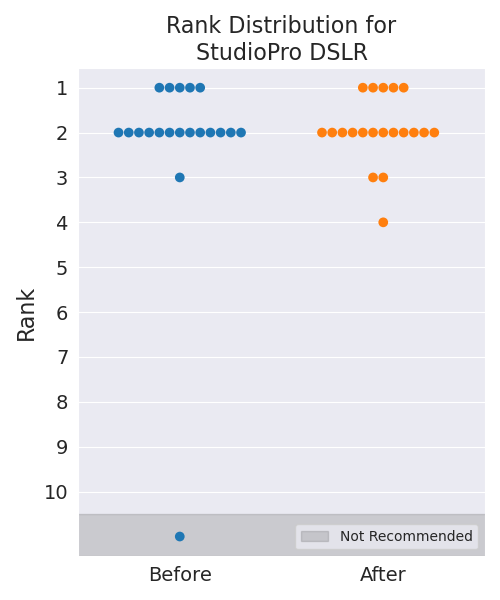 Rank Distribution for
StudioPro DSLR
Rank
1
2
3
4
5
6
7
8
9
10
Not Recommended
Before
After